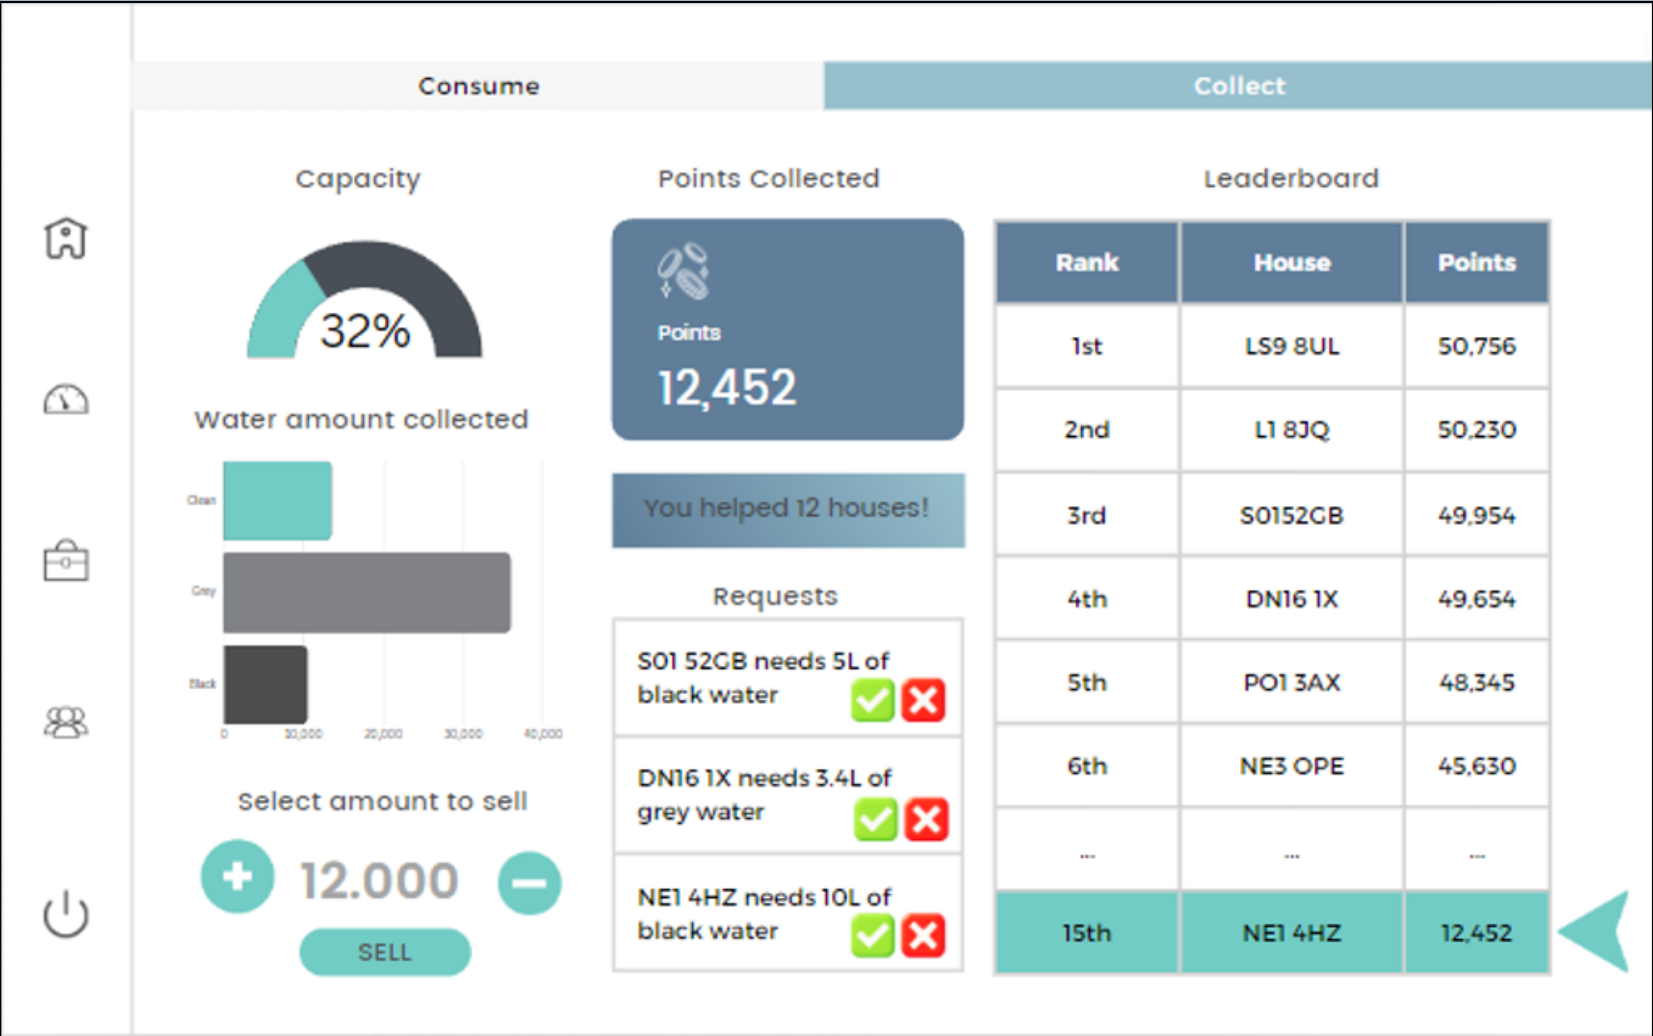 Consume
Collect
Capacity
32%
Water amount collected
Clean
Grey
Black
0 10,000 20,000 30,000 40,000
Select amount to sell
12.000
SELL
Points Collected
Points
12,452
You helped 12 houses!
Requests
S01 52GB needs 5L of
black water
DN16 1X needs 3.4L of
grey water
NE1 4HZ needs 10L of
black water
Leaderboard
Rank House Points
1st LS9 8UL 50,756
2nd L1 8JQ 50,230
3rd S0152GB 49,954
4th DN16 1X 49,654
5th PO1 3AX 48,345
6th NE3 OPE 45,630
... ... ...
15th NE1 4HZ 12,452